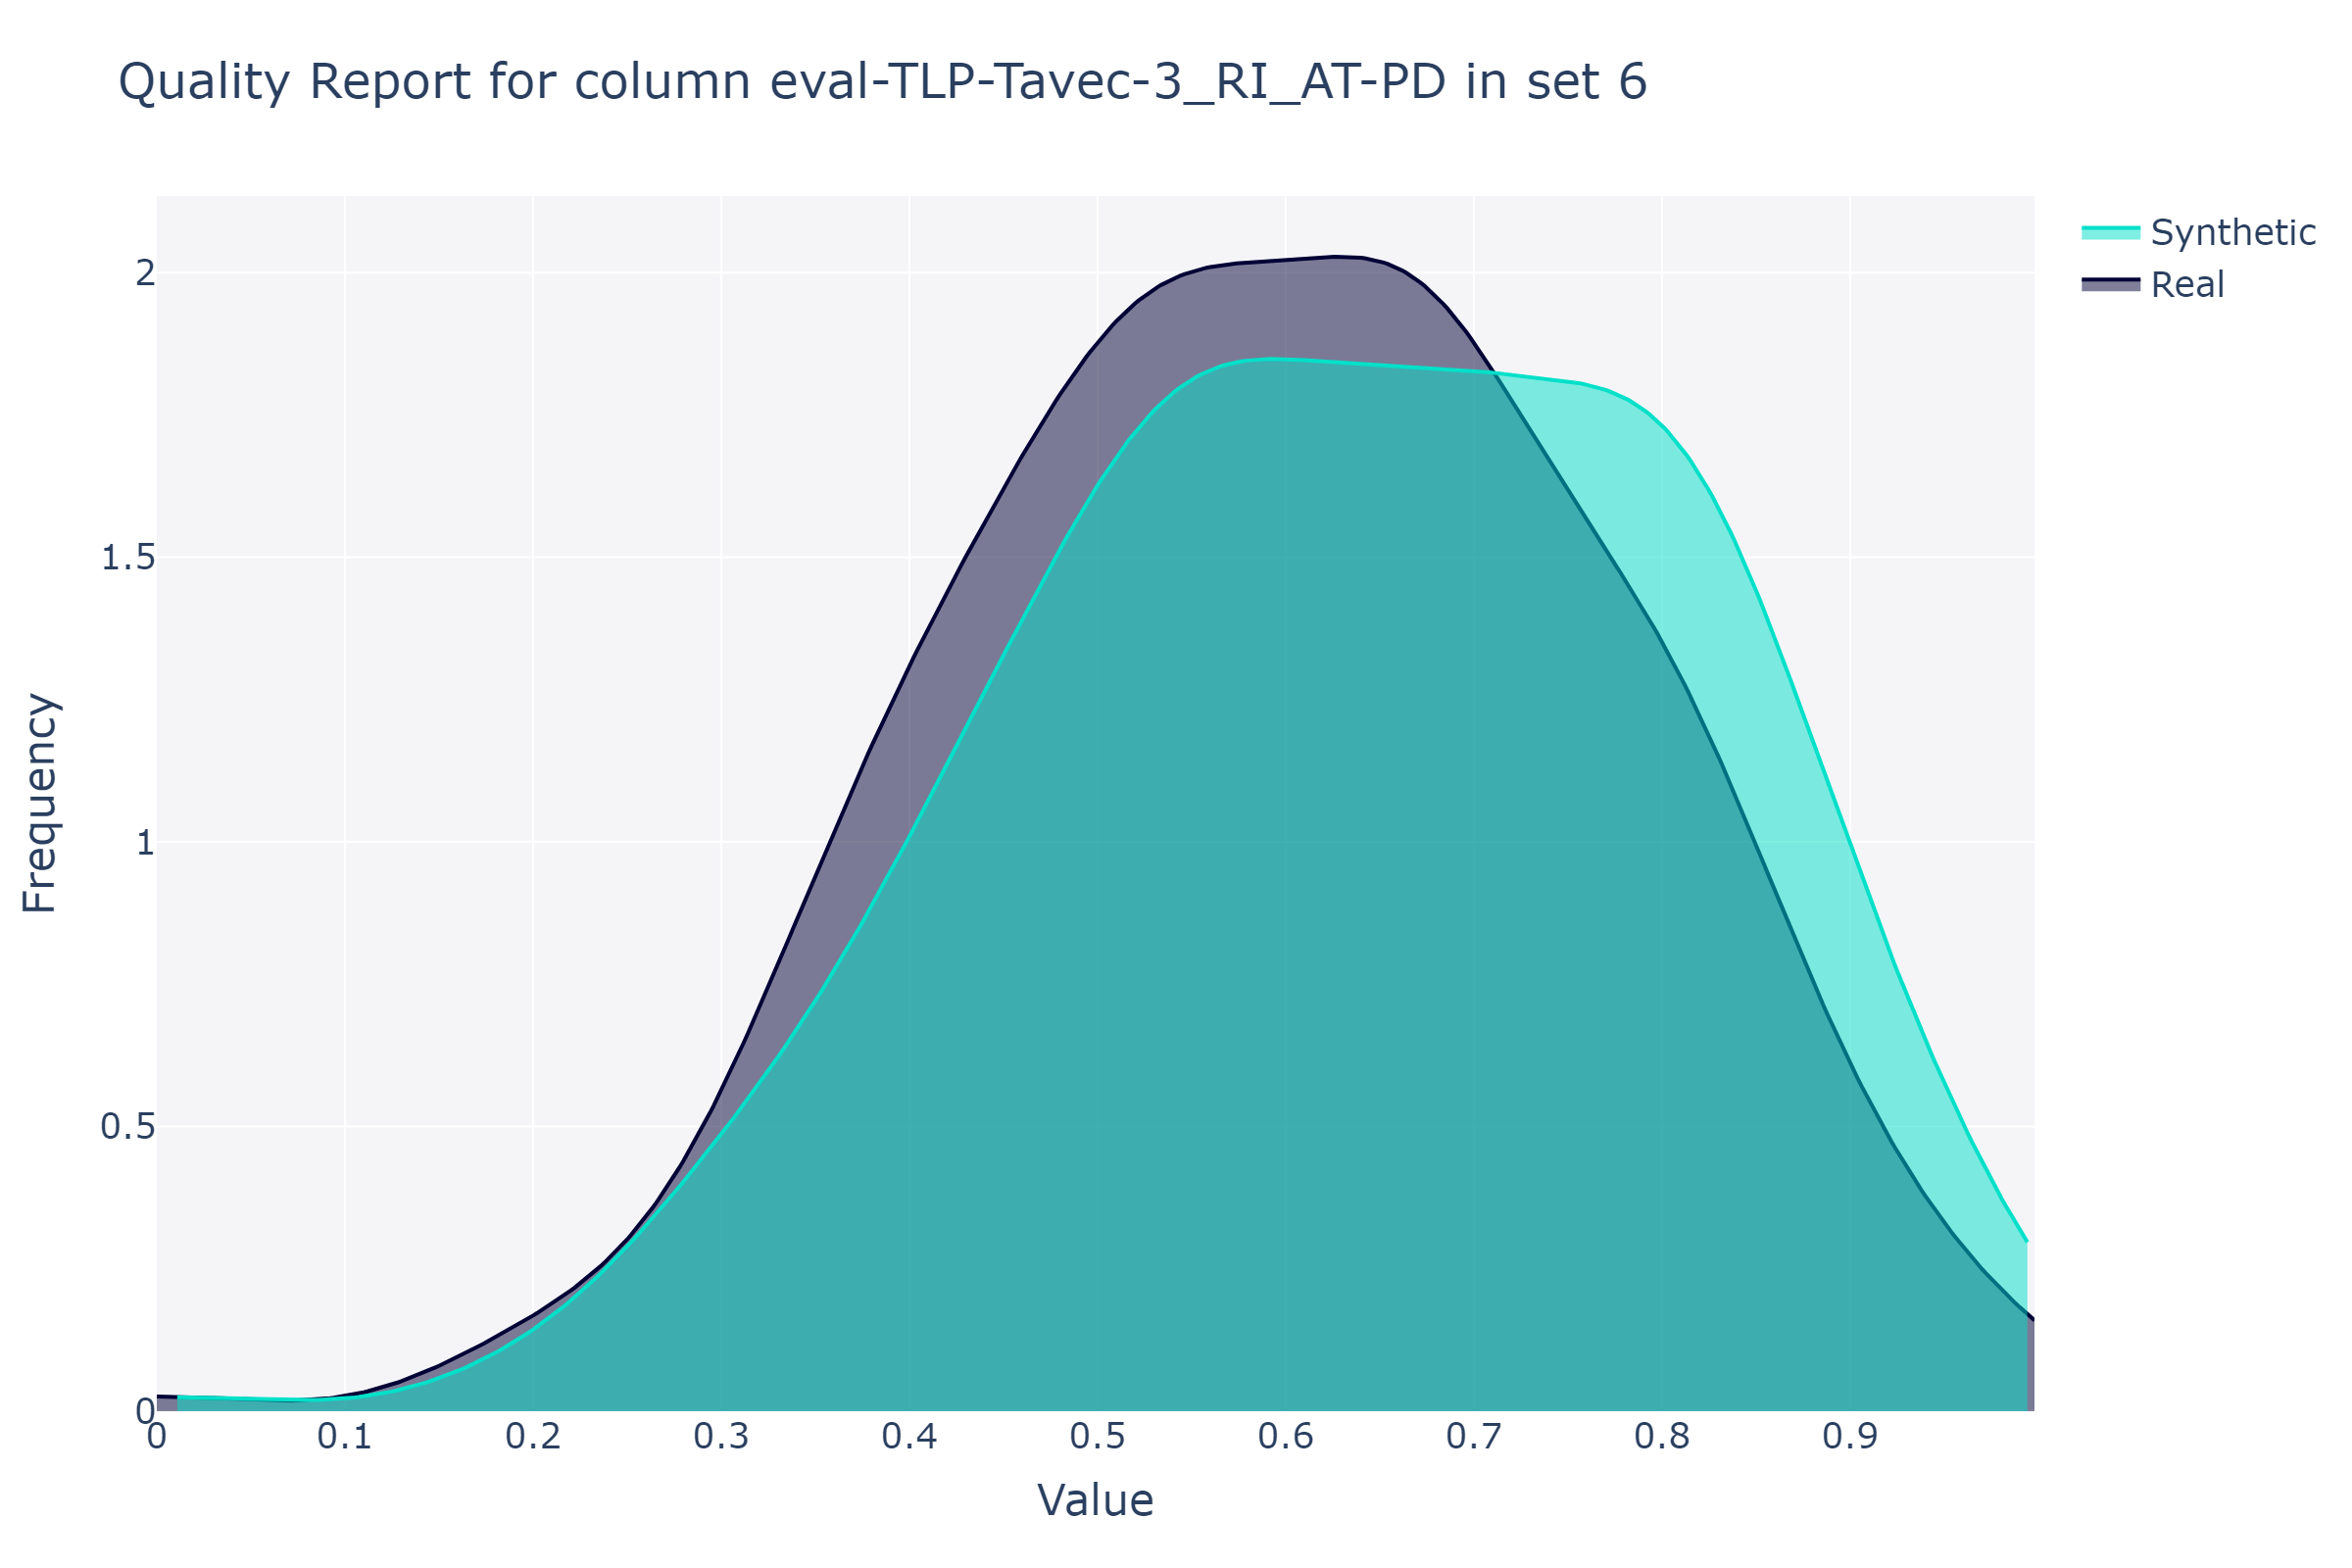 Quality Report for column eval-TLP-Tavec-3_RI_AT-PD in set 6
Synthetic
Real
2
1.5
1
0.5
0
Frequency
0 0.1 0.2 0.3 0.4 0.5 0.6 0.7 0.8 0.9
Value